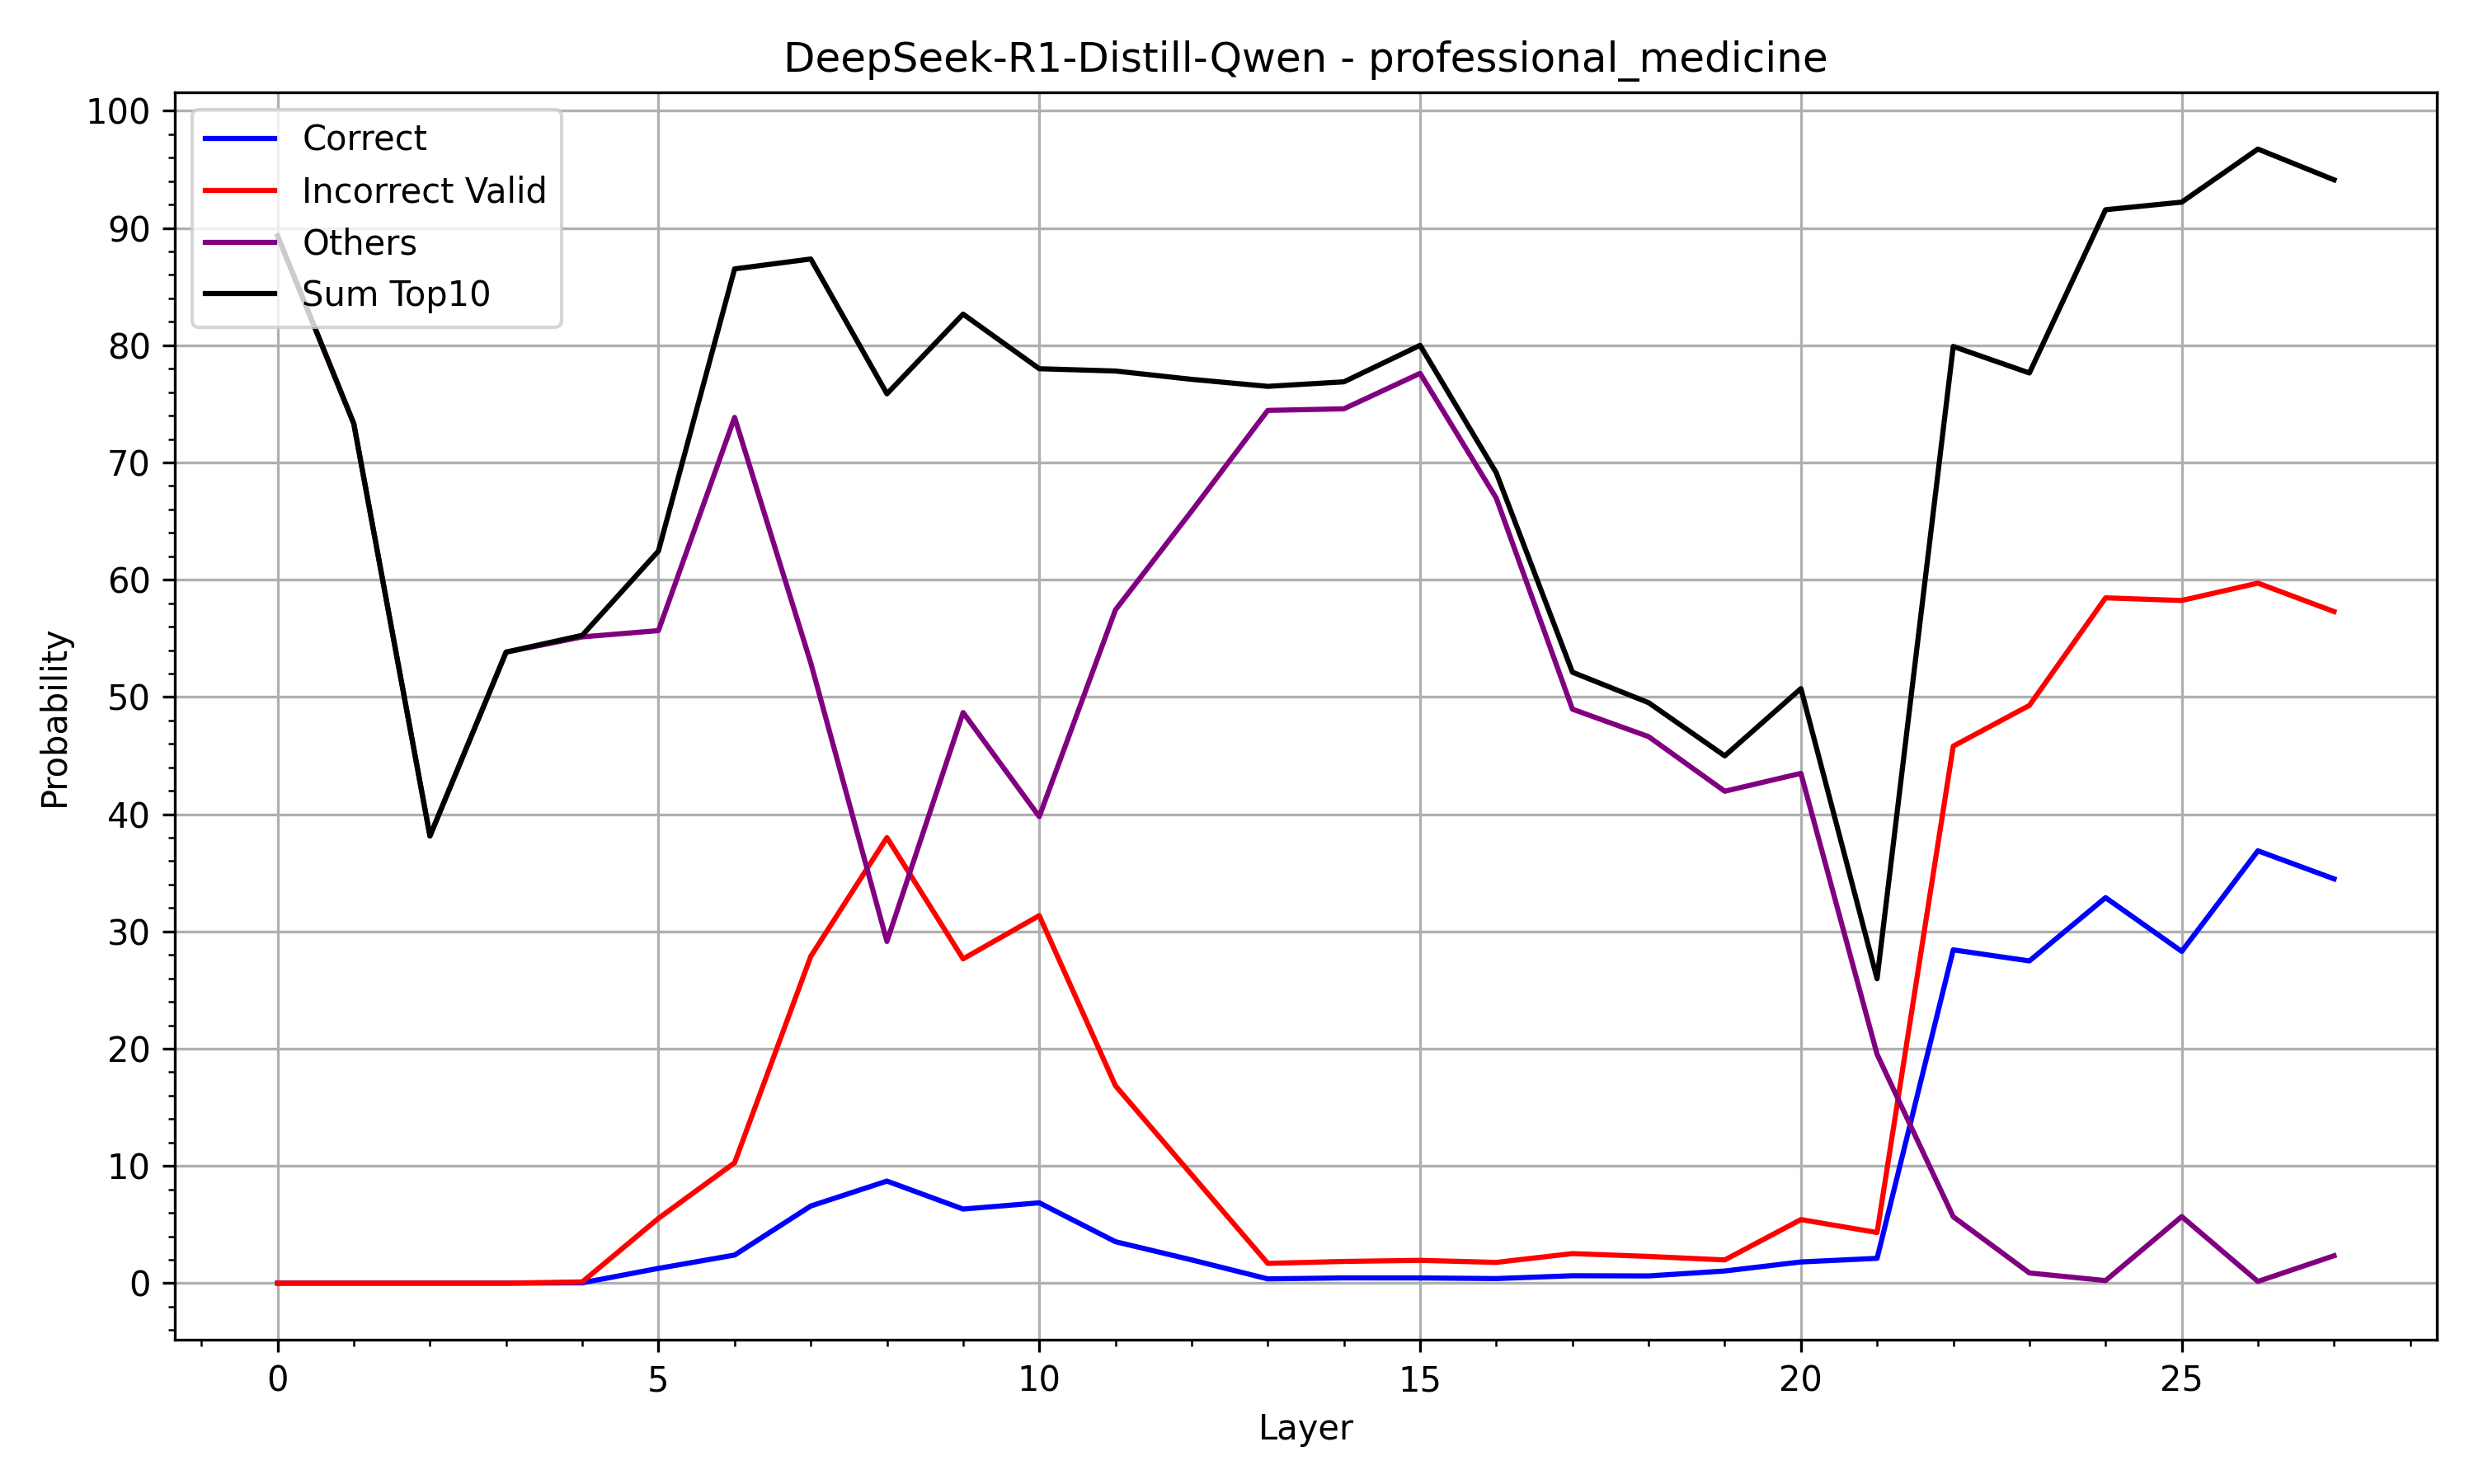 DeepSeek-R1-Distill-Qwen - professional_medicine
100
90
80
70
60
50
40
30
20
10
0
Probability
Correct
Incorrect Valid
Others
Sum Top10
0 5 10 15 20 25
Layer